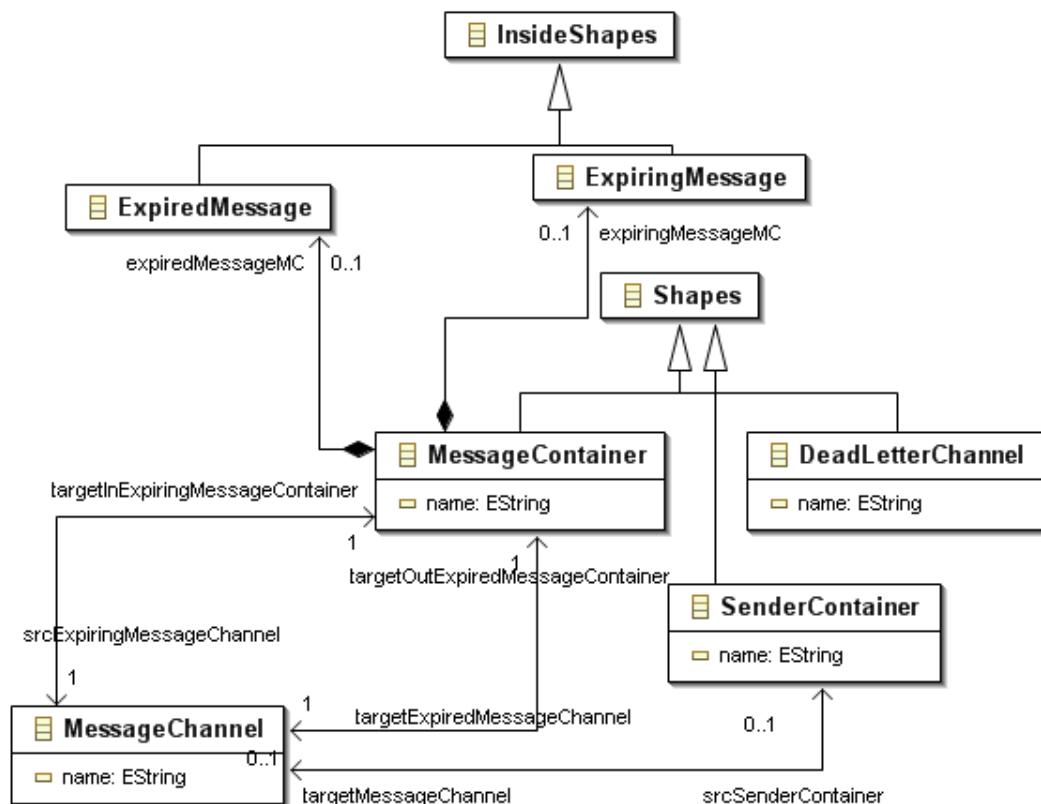 InsideShapes
ExpiringMessage
ExpiredMessage
0..1
expiringMessageMC
expiredMessageMC
0..1
Shapes
MessageContainer
name: EString
DeadLetterChannel
name: EString
targetInExpiringMessageContainer
1
1
targetOutExpiredMessageContainer
SenderContainer
name: EString
srcExpiringMessageChannel
1
1
targetExpiredMessageChannel
0..1
MessageChannel
name: EString
0..1
targetMessageChannel
srcSenderContainer